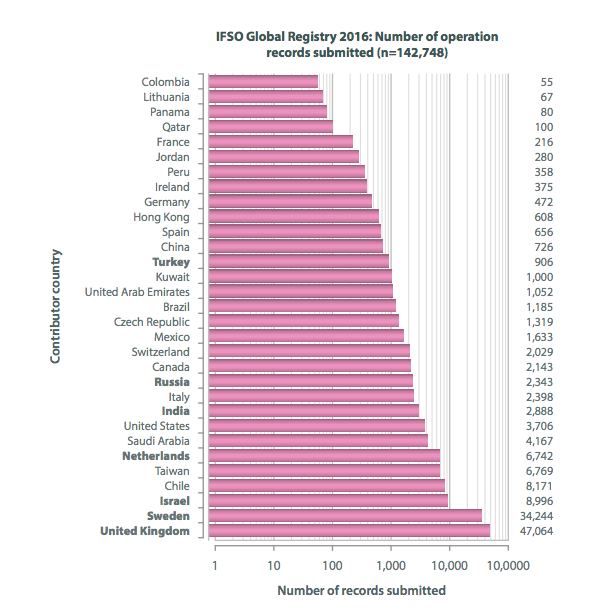 IFSO Global Registry 2016: Number of operation
records submitted (n=142,748)
Contributor country
Colombia 55
Lithuania 67
Panama 80
Qatar 100
France 216
Jordan 280
Peru 358
Ireland 375
Germany 472
Hong Kong 608
Spain 656
China 726
Turkey 906
Kuwait 1,000
United Arab Emirates 1,052
Brazil 1,185
Czech Republic 1,319
Mexico 1,633
Switzerland 2,029
Canada 2,143
Russia 2,343
Italy 2,398
India 2,888
United States 3,706
Saudi Arabia 4,167
Netherlands 6,742
Taiwan 6,769
Chile 8,171
Israel 8,996
Sweden 34,244
United Kingdom 47,064
1 10 100 1,000 10,000 10,0000
Number of records submitted